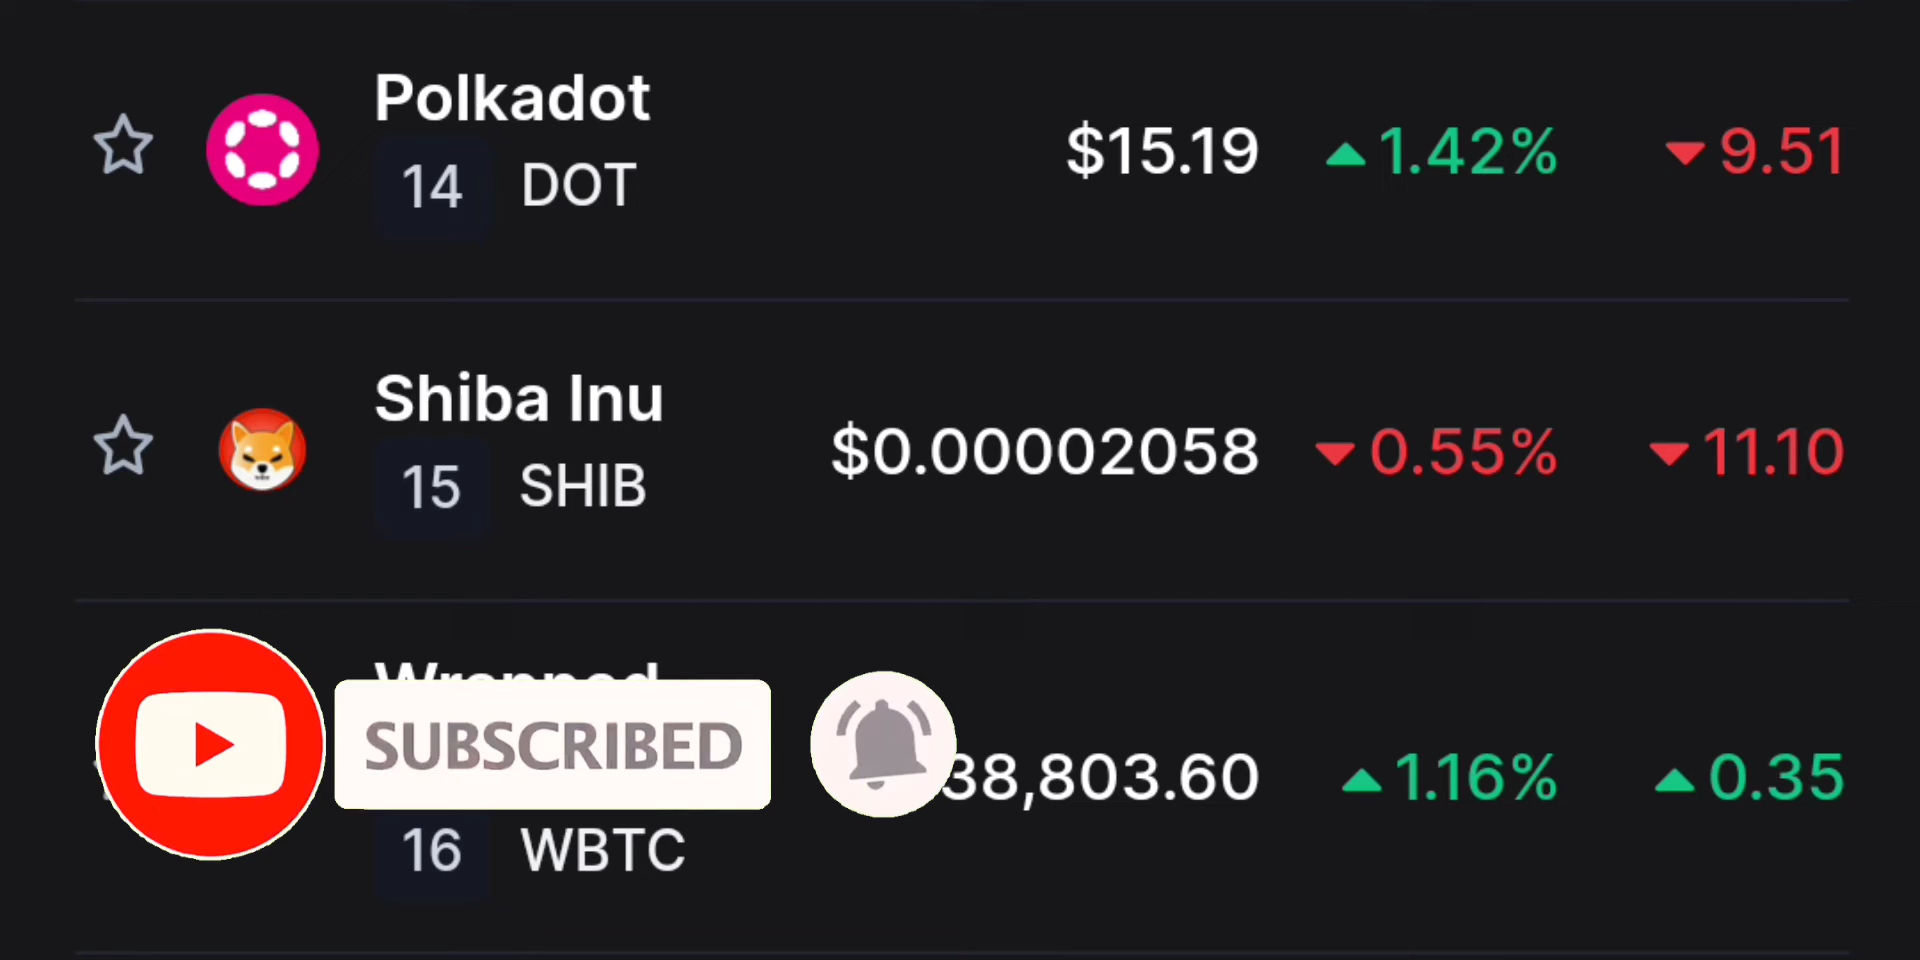 Polkadot
14 DOT $15.19 1.42% 9.51
Shiba Inu
15 SHIB $0.00002058 0.55% 11.10
SUBSCRIBED
38,803.60 1.16% 0.35
16 WBTC